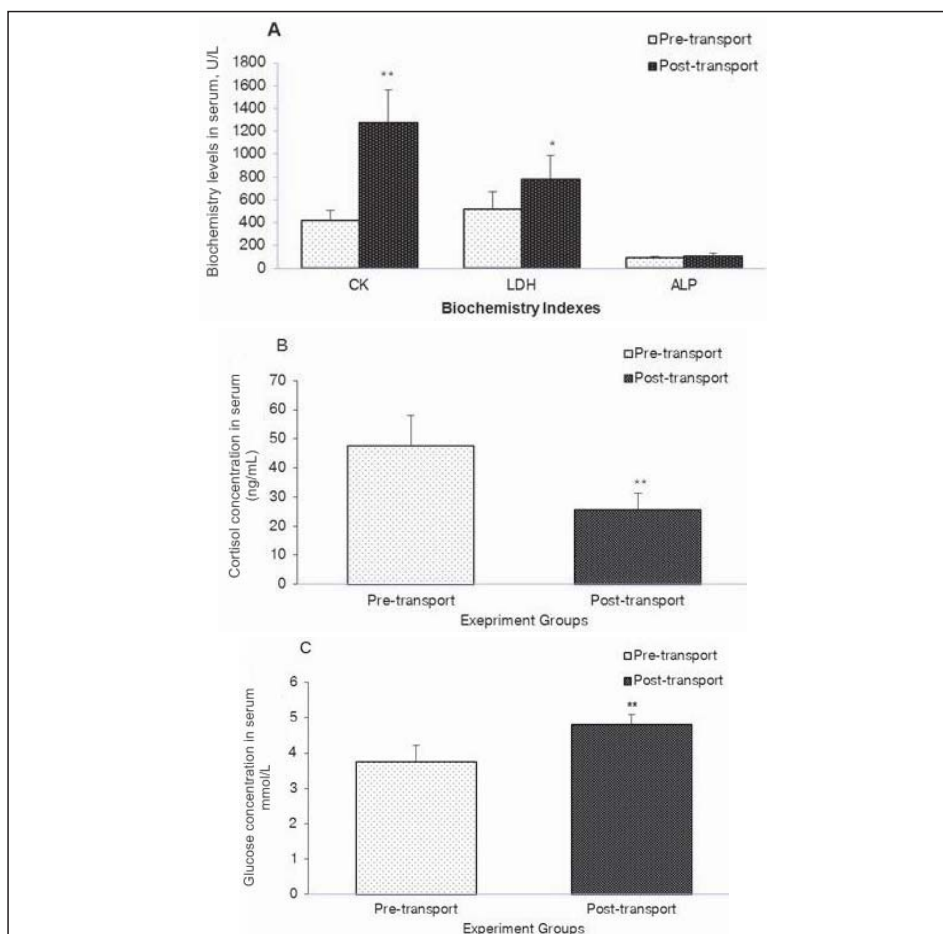 A
Pre-transport
Post-transport
Biochemistry levels in serum, U/L
1800
1600
1400
1200
1000
800
600
400
200
0
**
*
CK LDH ALP
Biochemistry Indexes
B
Pre-transport
Post-transport
Cortisol concentration in serum
(ng/mL)
70
60
50
40
30
20
10
0
**
Pre-transport Post-transport
Exepriment Groups
C
Pre-transport
Post-transport
Glucose concentration in serum
mmol/L
6
5
4
3
2
1
0
**
Pre-transport Post-transport
Experiment Groups